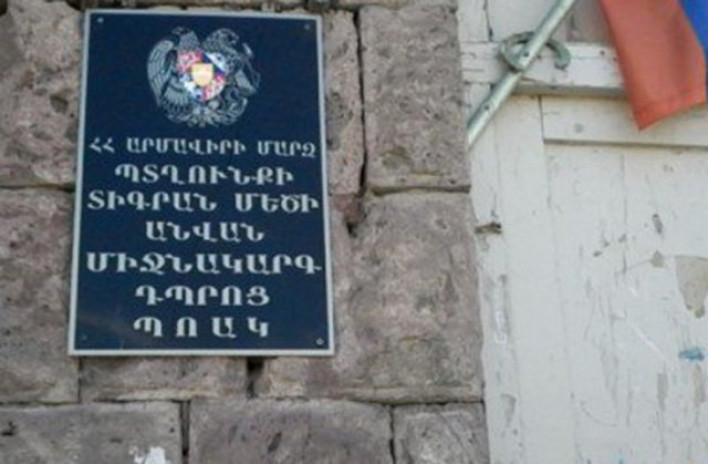 ՀՀ ԱՐՄԱՎԻՐԻ ՄԱՐԶ
ՊՏՂՈՒՆՔԻ
ՏԻԳՐԱՆ ՄԵԾԻ
ԱՆՎԱՆ
ՄԻՋՆԱԿԱՐԳ
ԴՊՐՈՑ
ՊՈԱԿ